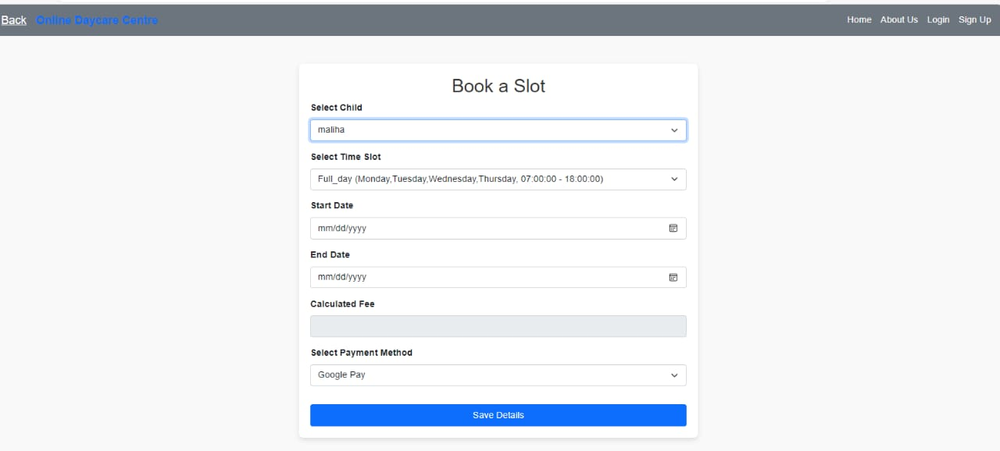 Back Online Daycare Centre Home About Us Login Sign Up
Book a Slot
Select Child
maliha
Select Time Slot
Full_day (Monday,Tuesday,Wednesday,Thursday, 07:00:00 - 18:00:00)
Start Date
mm/dd/yyyy
End Date
mm/dd/yyyy
Calculated Fee
Select Payment Method
Google Pay
Save Details